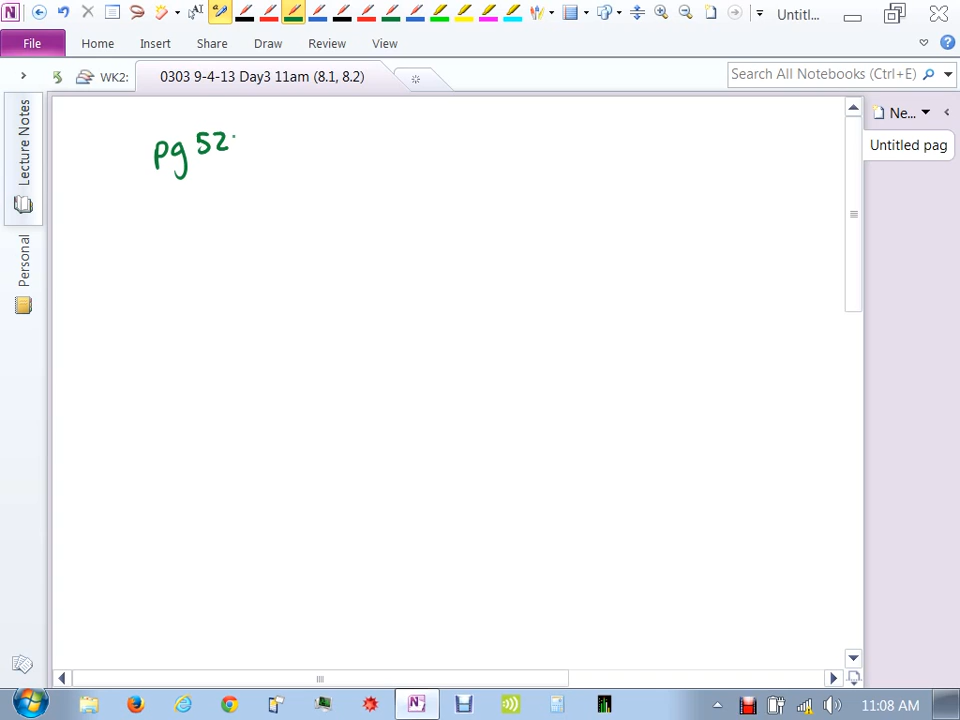 Untitl...
File
Home
Insert
Share
Draw
Review
View
WK2:
0303 9-4-13 Day3 11am (8.1, 8.2)
Search All Notebooks (Ctrl+E)
Lecture Notes
Personal
Ne...
Untitled pag
pg 52
11:08 AM